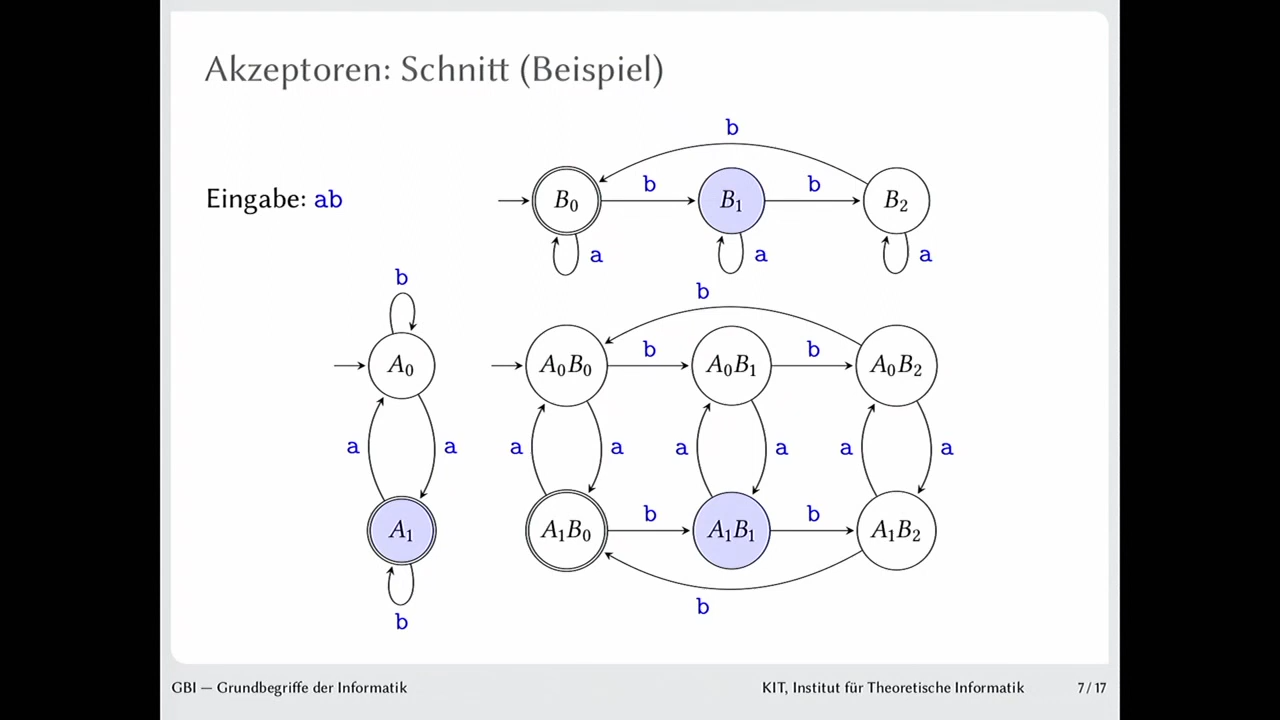 Akzeptoren: Schnitt (Beispiel)
b
Eingabe: ab
B₀ b B₁ b B₂
a a a
b b
A₀ A₀B₀ b A₀B₁ b A₀B₂
a a a a a a a a
A₁ A₁B₀ b A₁B₁ b A₁B₂
b b
GBI — Grundbegriffe der Informatik KIT, Institut für Theoretische Informatik 7 / 17